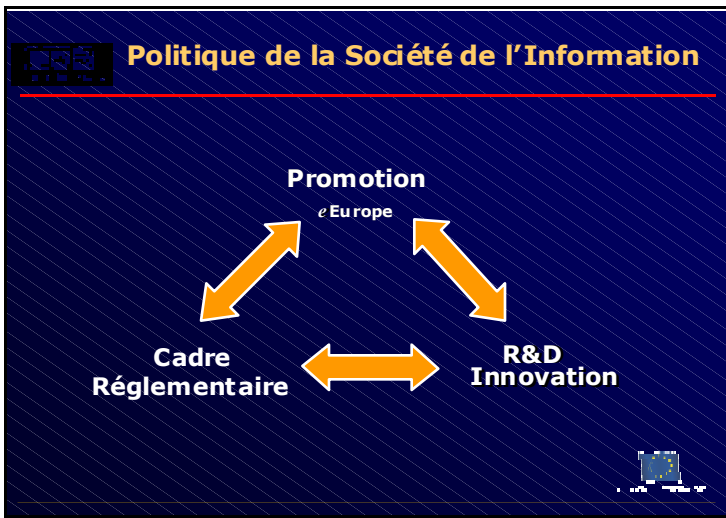 Politique de la Société de l’Information
Promotion
eEurope
Cadre
Réglementaire
R&D
Innovation